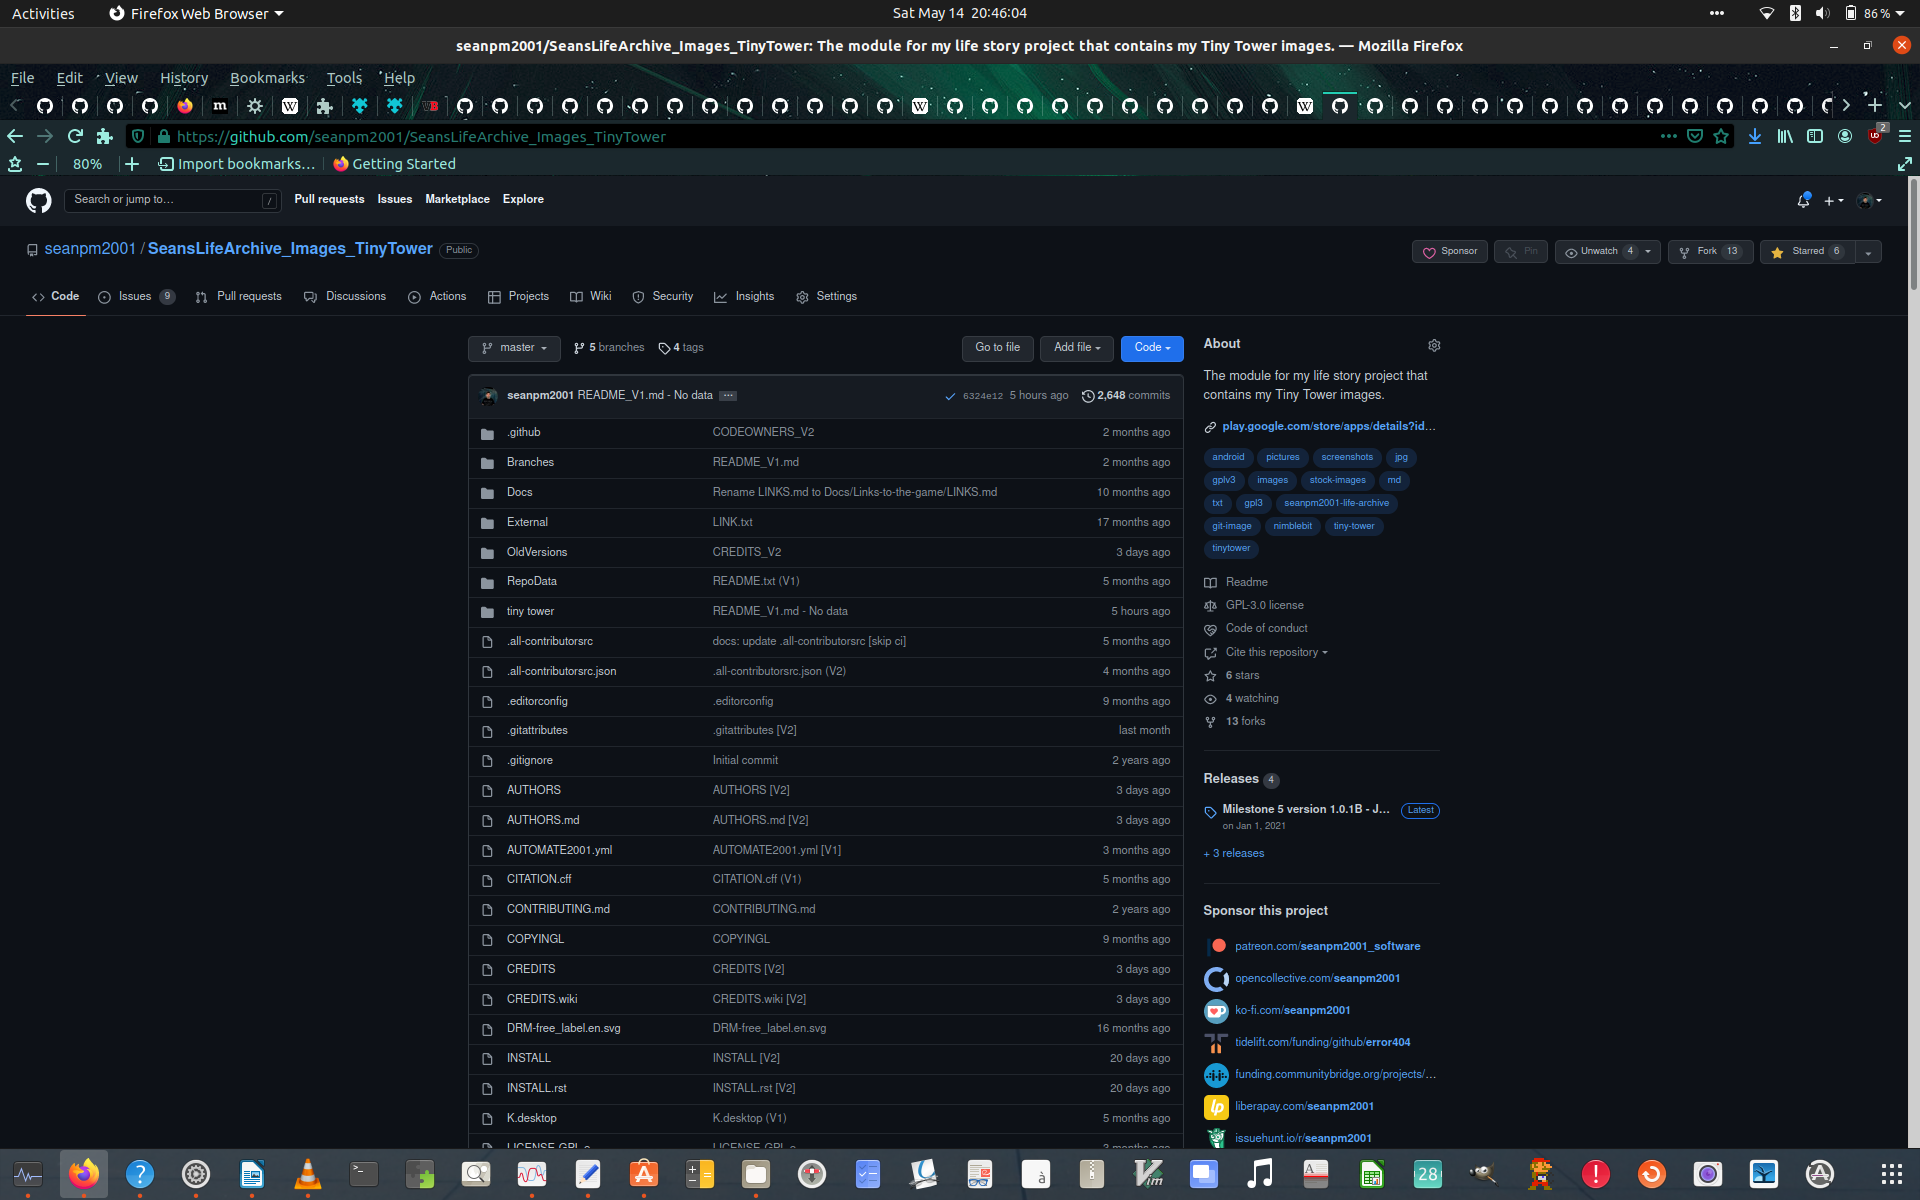 Activities Firefox Web Browser Sat May 14 20:46:04 86 %
seanpm2001/SeansLifeArchive_Images_TinyTower: The module for my life story project that contains my Tiny Tower images. — Mozilla Firefox
File Edit View History Bookmarks Tools Help
https://github.com/seanpm2001/SeansLifeArchive_Images_TinyTower 2
80% Import bookmarks… Getting Started
Search or jump to… / Pull requests Issues Marketplace Explore
seanpm2001 / SeansLifeArchive_Images_TinyTower Public Sponsor Pin Unwatch 4 Fork 13 Starred 6
Code Issues 9 Pull requests Discussions Actions Projects Wiki Security Insights Settings
master 5 branches 4 tags Go to file Add file Code
seanpm2001 README_V1.md - No data 6324e12 5 hours ago 2,648 commits
.github CODEOWNERS_V2 2 months ago
Branches README_V1.md 2 months ago
Docs Rename LINKS.md to Docs/Links-to-the-game/LINKS.md 10 months ago
External LINK.txt 17 months ago
OldVersions CREDITS_V2 3 days ago
RepoData README.txt (V1) 5 months ago
tiny tower README_V1.md - No data 5 hours ago
.all-contributorsrc docs: update .all-contributorsrc [skip ci] 5 months ago
.all-contributorsrc.json .all-contributorsrc.json (V2) 4 months ago
.editorconfig .editorconfig 9 months ago
.gitattributes .gitattributes [V2] last month
.gitignore Initial commit 2 years ago
AUTHORS AUTHORS [V2] 3 days ago
AUTHORS.md AUTHORS.md [V2] 3 days ago
AUTOMATE2001.yml AUTOMATE2001.yml [V1] 3 months ago
CITATION.cff CITATION.cff (V1) 5 months ago
CONTRIBUTING.md CONTRIBUTING.md 2 years ago
COPYINGL COPYINGL 9 months ago
CREDITS CREDITS [V2] 3 days ago
CREDITS.wiki CREDITS.wiki [V2] 3 days ago
DRM-free_label.en.svg DRM-free_label.en.svg 16 months ago
INSTALL INSTALL [V2] 20 days ago
INSTALL.rst INSTALL.rst [V2] 20 days ago
K.desktop K.desktop (V1) 5 months ago
About
The module for my life story project that
contains my Tiny Tower images.
play.google.com/store/apps/details?id…
android pictures screenshots jpg
gplv3 images stock-images md
txt gpl3 seanpm2001-life-archive
git-image nimblebit tiny-tower
tinytower
Readme
GPL-3.0 license
Code of conduct
Cite this repository
6 stars
4 watching
13 forks
Releases 4
Milestone 5 version 1.0.1B - J… Latest
on Jan 1, 2021
+ 3 releases
Sponsor this project
patreon.com/seanpm2001_software
opencollective.com/seanpm2001
ko-fi.com/seanpm2001
tidelift.com/funding/github/error404
funding.communitybridge.org/projects/…
liberapay.com/seanpm2001
issuehunt.io/r/seanpm2001
28